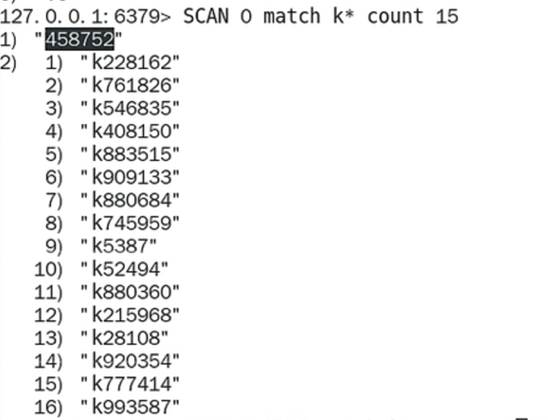 127.0.0.1:6379> SCAN 0 match k* count 15
1) "458752"
2) 1) "k228162"
2) "k761826"
3) "k546835"
4) "k408150"
5) "k883515"
6) "k909133"
7) "k880684"
8) "k745959"
9) "k5387"
10) "k52494"
11) "k880360"
12) "k215968"
13) "k28108"
14) "k920354"
15) "k777414"
16) "k993587"